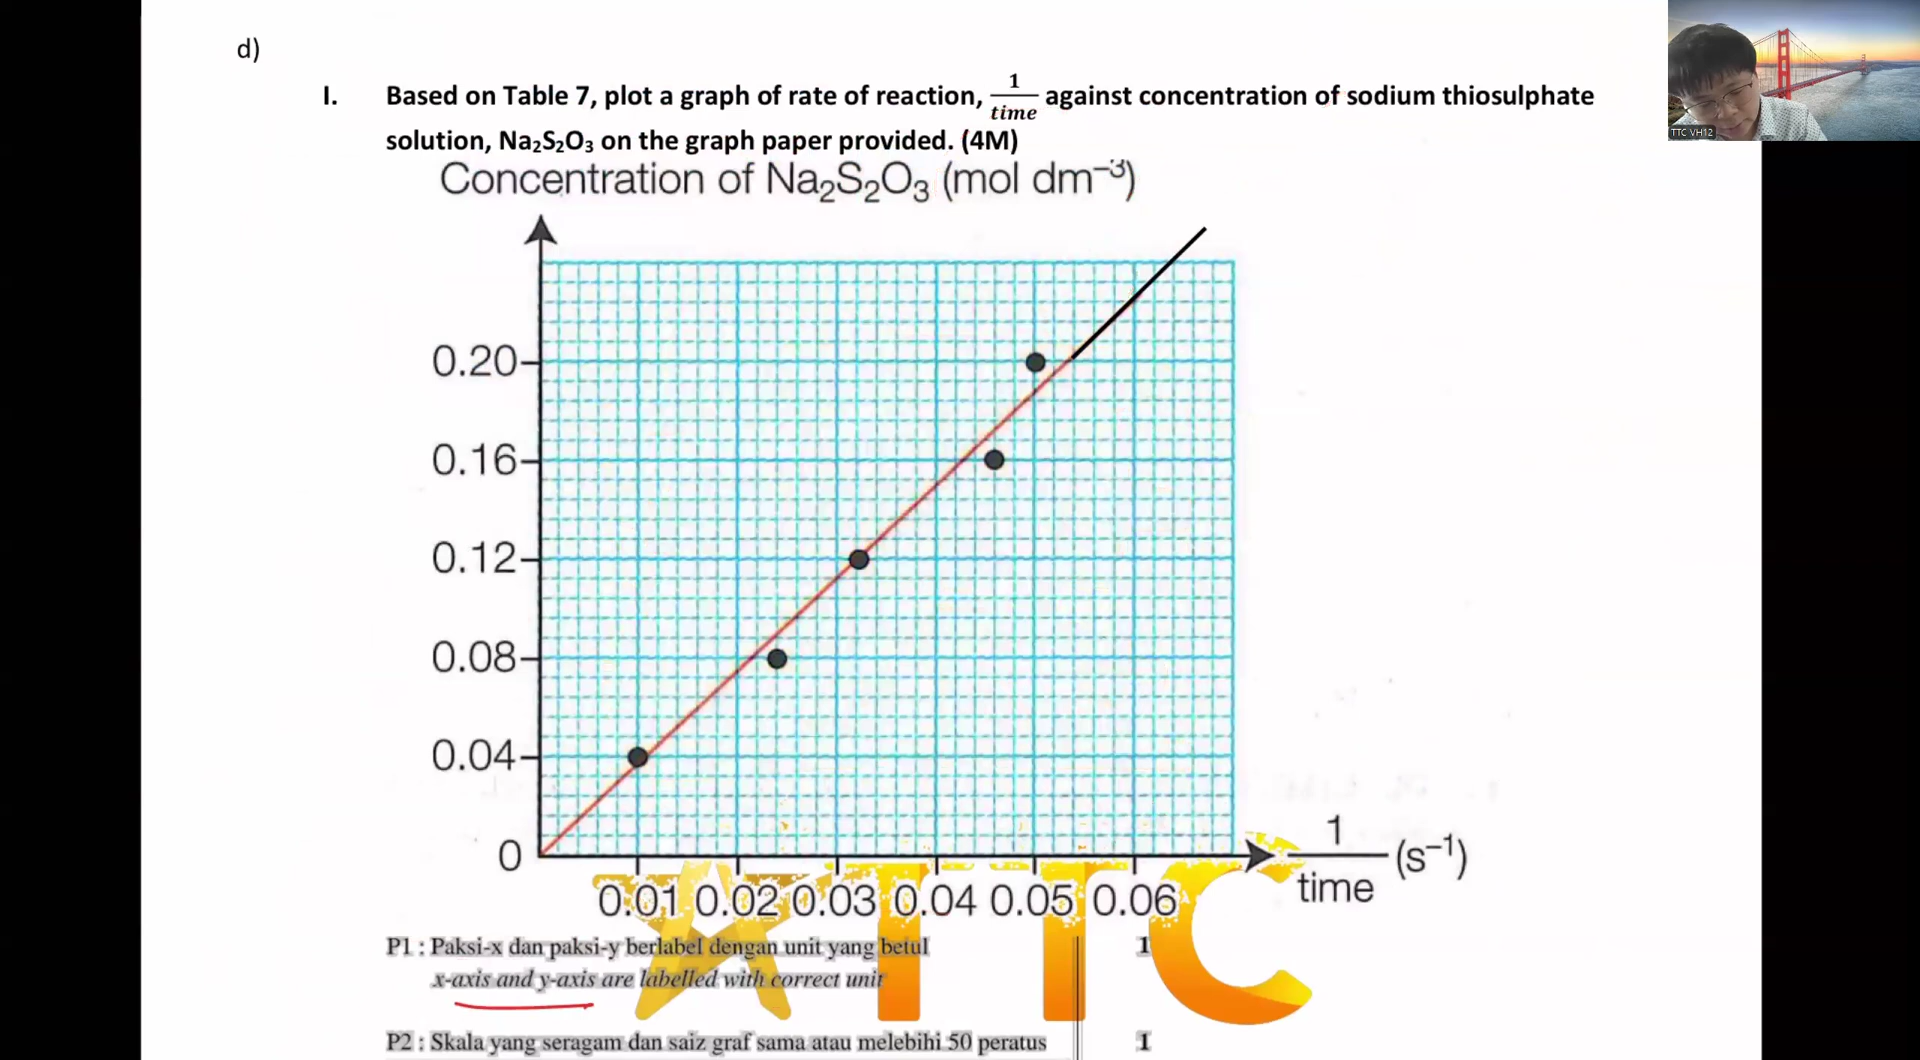 d)
I. Based on Table 7, plot a graph of rate of reaction, 1/time against concentration of sodium thiosulphate
solution, Na₂S₂O₃ on the graph paper provided. (4M)
TTC VH12
Concentration of Na₂S₂O₃ (mol dm⁻³)
0.20
0.16
0.12
0.08
0.04
0
1/time (s⁻¹)
0.01 0.02 0.03 0.04 0.05 0.06
TTC
P1 : Paksi-x dan paksi-y berlabel dengan unit yang betul 1
x-axis and y-axis are labelled with correct unit
P2 : Skala yang seragam dan saiz graf sama atau melebihi 50 peratus 1